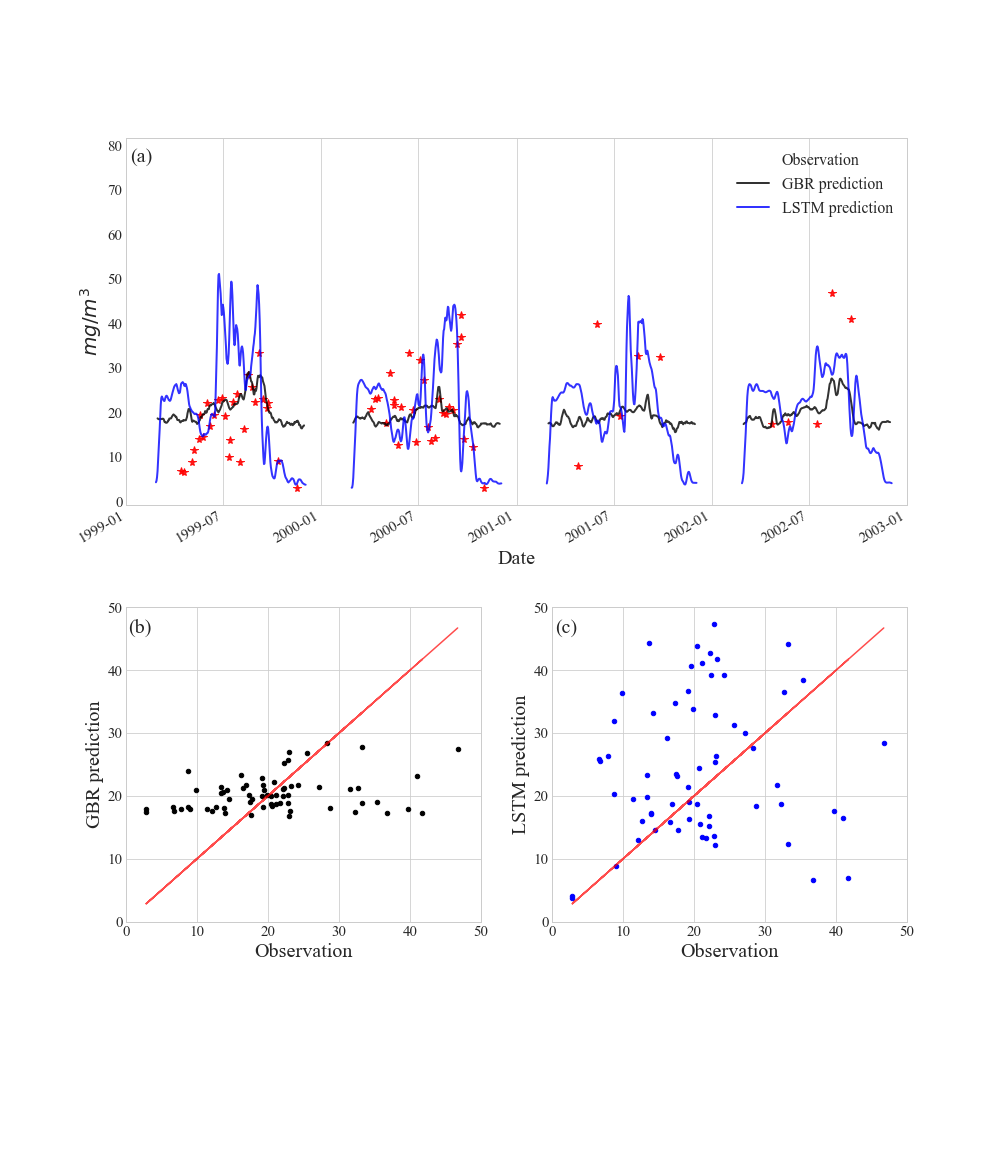 (a)
Observation
GBR prediction
LSTM prediction
80
70
60
50
40
30
20
10
0
mg/m³
1999-01
1999-07
2000-01
2000-07
2001-01
2001-07
2002-01
2002-07
2003-01
Date
(b)
50
40
30
20
10
0
GBR prediction
0 10 20 30 40 50
Observation
(c)
50
40
30
20
10
0
LSTM prediction
0 10 20 30 40 50
Observation